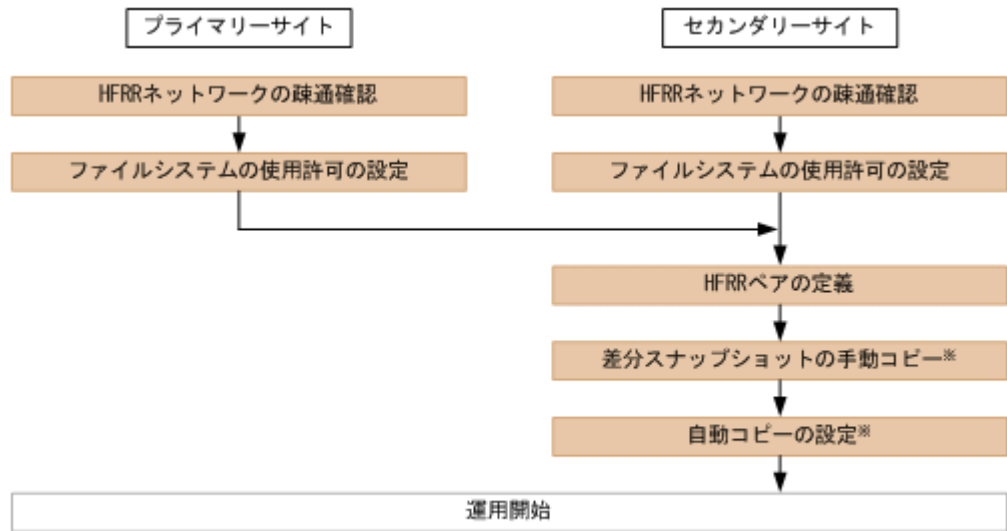 プライマリーサイト
セカンダリーサイト
HFRRネットワークの疎通確認
HFRRネットワークの疎通確認
ファイルシステムの使用許可の設定
ファイルシステムの使用許可の設定
HFRRペアの定義
差分スナップショットの手動コピー※
自動コピーの設定※
運用開始